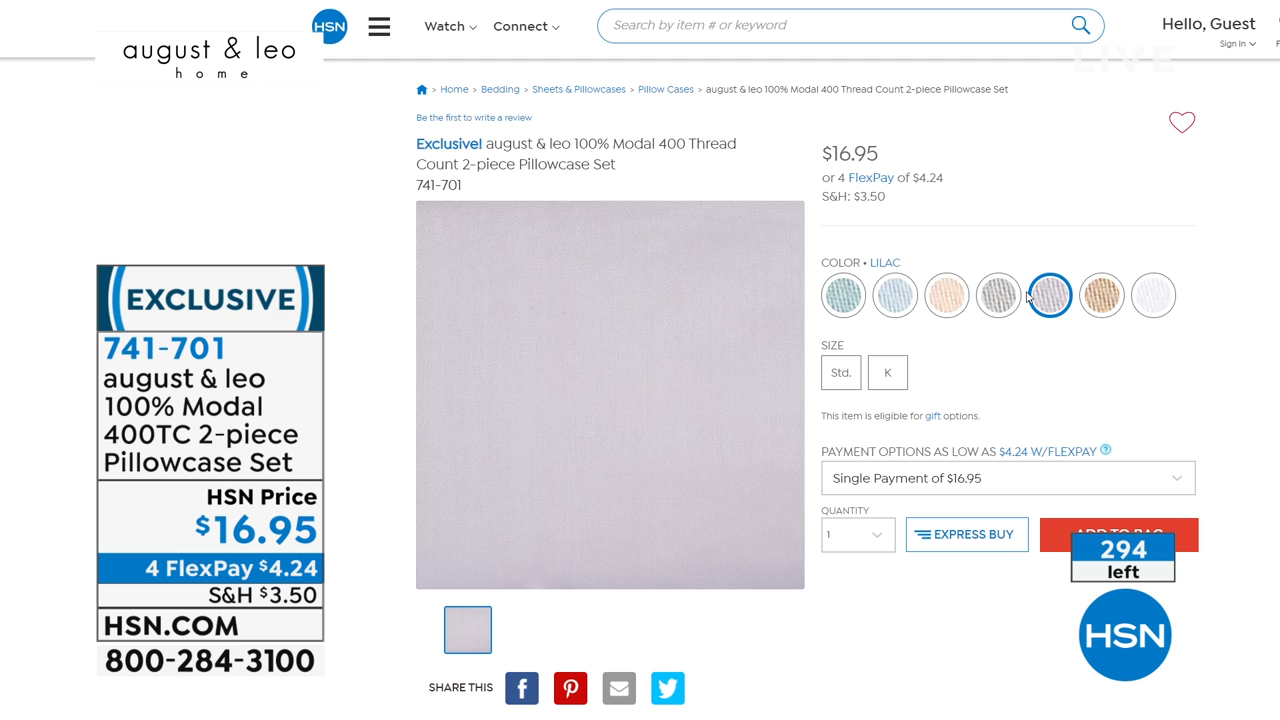 august & leo
home
HSN
Watch
Connect
Search by item # or keyword
Hello, Guest
Sign In
LIVE
> Home > Bedding > Sheets & Pillowcases > Pillow Cases > august & leo 100% Modal 400 Thread Count 2-piece Pillowcase Set
Be the first to write a review
Exclusive! august & leo 100% Modal 400 Thread
Count 2-piece Pillowcase Set
741-701
$16.95
or 4 FlexPay of $4.24
S&H: $3.50
COLOR • LILAC
SIZE
Std.
K
This item is eligible for gift options.
PAYMENT OPTIONS AS LOW AS $4.24 W/FLEXPAY ?
Single Payment of $16.95
QUANTITY
1
EXPRESS BUY
ADD TO BAG
294
left
HSN
SHARE THIS
EXCLUSIVE
741-701
august & leo
100% Modal
400TC 2-piece
Pillowcase Set
HSN Price
$16.95
4 FlexPay $4.24
S&H $3.50
HSN.COM
800-284-3100